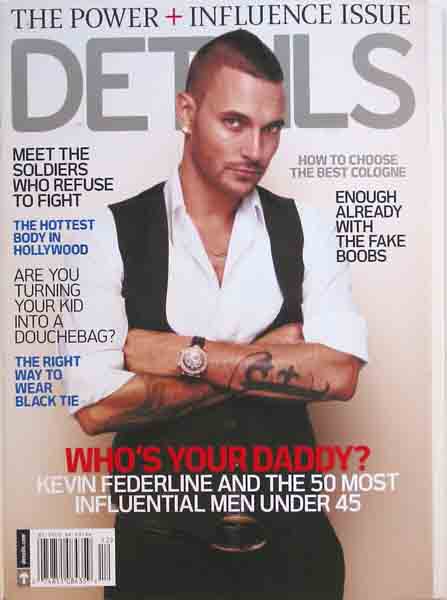 THE POWER + INFLUENCE ISSUE
DETAILS
MEET THE
SOLDIERS
WHO REFUSE
TO FIGHT
THE HOTTEST
BODY IN
HOLLYWOOD
ARE YOU
TURNING
YOUR KID
INTO A
DOUCHEBAG?
THE RIGHT
WAY TO
WEAR
BLACK TIE
HOW TO CHOOSE
THE BEST COLOGNE
ENOUGH
ALREADY
WITH
THE FAKE
BOOBS
WHO'S YOUR DADDY?
KEVIN FEDERLINE AND THE 50 MOST
INFLUENTIAL MEN UNDER 45
details.com